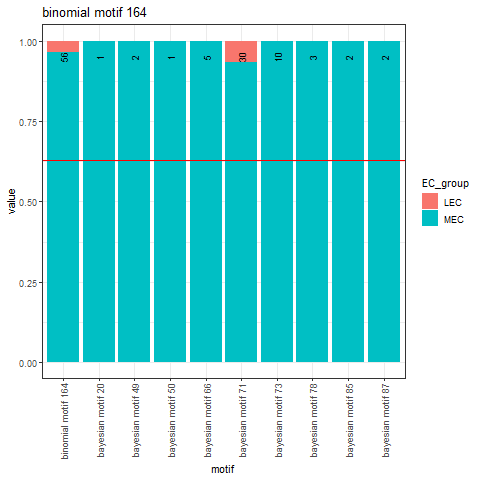 binomial motif 164
value
1.00
0.75
0.50
0.25
0.00
56
1
2
1
5
30
10
3
2
2
binomial motif 164
bayesian motif 20
bayesian motif 49
bayesian motif 50
bayesian motif 66
bayesian motif 71
bayesian motif 73
bayesian motif 78
bayesian motif 85
bayesian motif 87
motif
EC_group
LEC
MEC